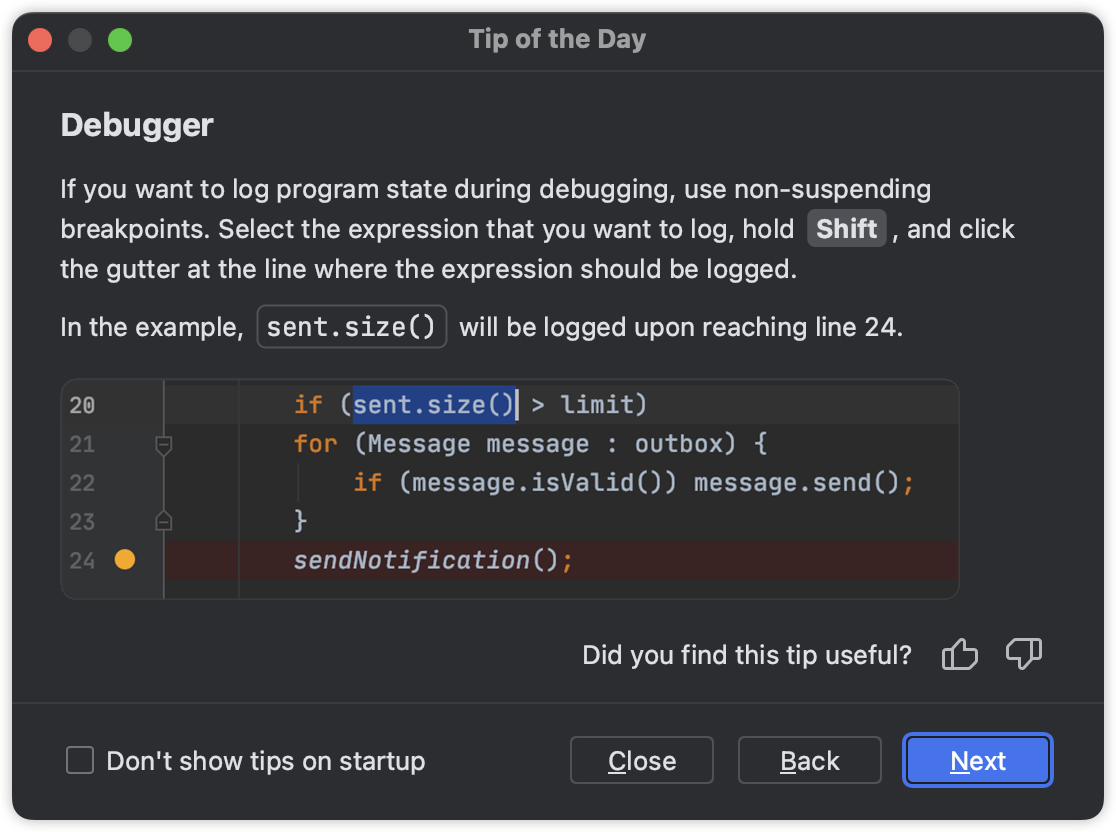 Tip of the Day
Debugger
If you want to log program state during debugging, use non-suspending
breakpoints. Select the expression that you want to log, hold Shift , and click
the gutter at the line where the expression should be logged.
In the example, sent.size() will be logged upon reaching line 24.
20 if (sent.size() > limit)
21 for (Message message : outbox) {
22 if (message.isValid()) message.send();
23 }
24 sendNotification();
Did you find this tip useful?
Don't show tips on startup Close Back Next